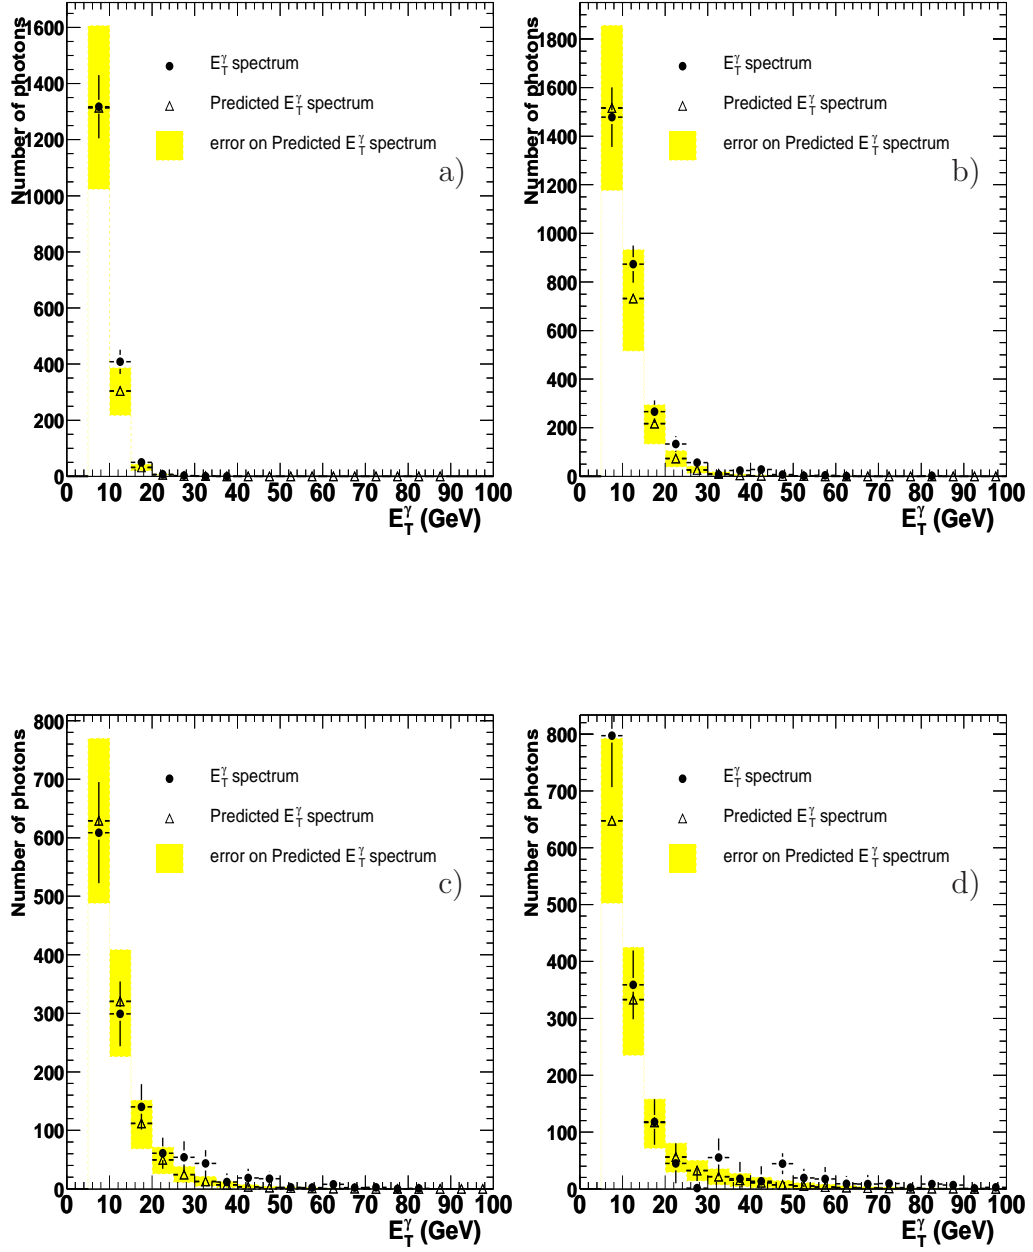 Number of photons
1600
1400
1200
1000
800
600
400
200
0
0 10 20 30 40 50 60 70 80 90 100
E_T^γ (GeV)
E_T^γ spectrum
Predicted E_T^γ spectrum
error on Predicted E_T^γ spectrum
a)
Number of photons
1800
1600
1400
1200
1000
800
600
400
200
0
0 10 20 30 40 50 60 70 80 90 100
E_T^γ (GeV)
E_T^γ spectrum
Predicted E_T^γ spectrum
error on Predicted E_T^γ spectrum
b)
Number of photons
800
700
600
500
400
300
200
100
0
0 10 20 30 40 50 60 70 80 90 100
E_T^γ (GeV)
E_T^γ spectrum
Predicted E_T^γ spectrum
error on Predicted E_T^γ spectrum
c)
Number of photons
800
700
600
500
400
300
200
100
0
0 10 20 30 40 50 60 70 80 90 100
E_T^γ (GeV)
E_T^γ spectrum
Predicted E_T^γ spectrum
error on Predicted E_T^γ spectrum
d)